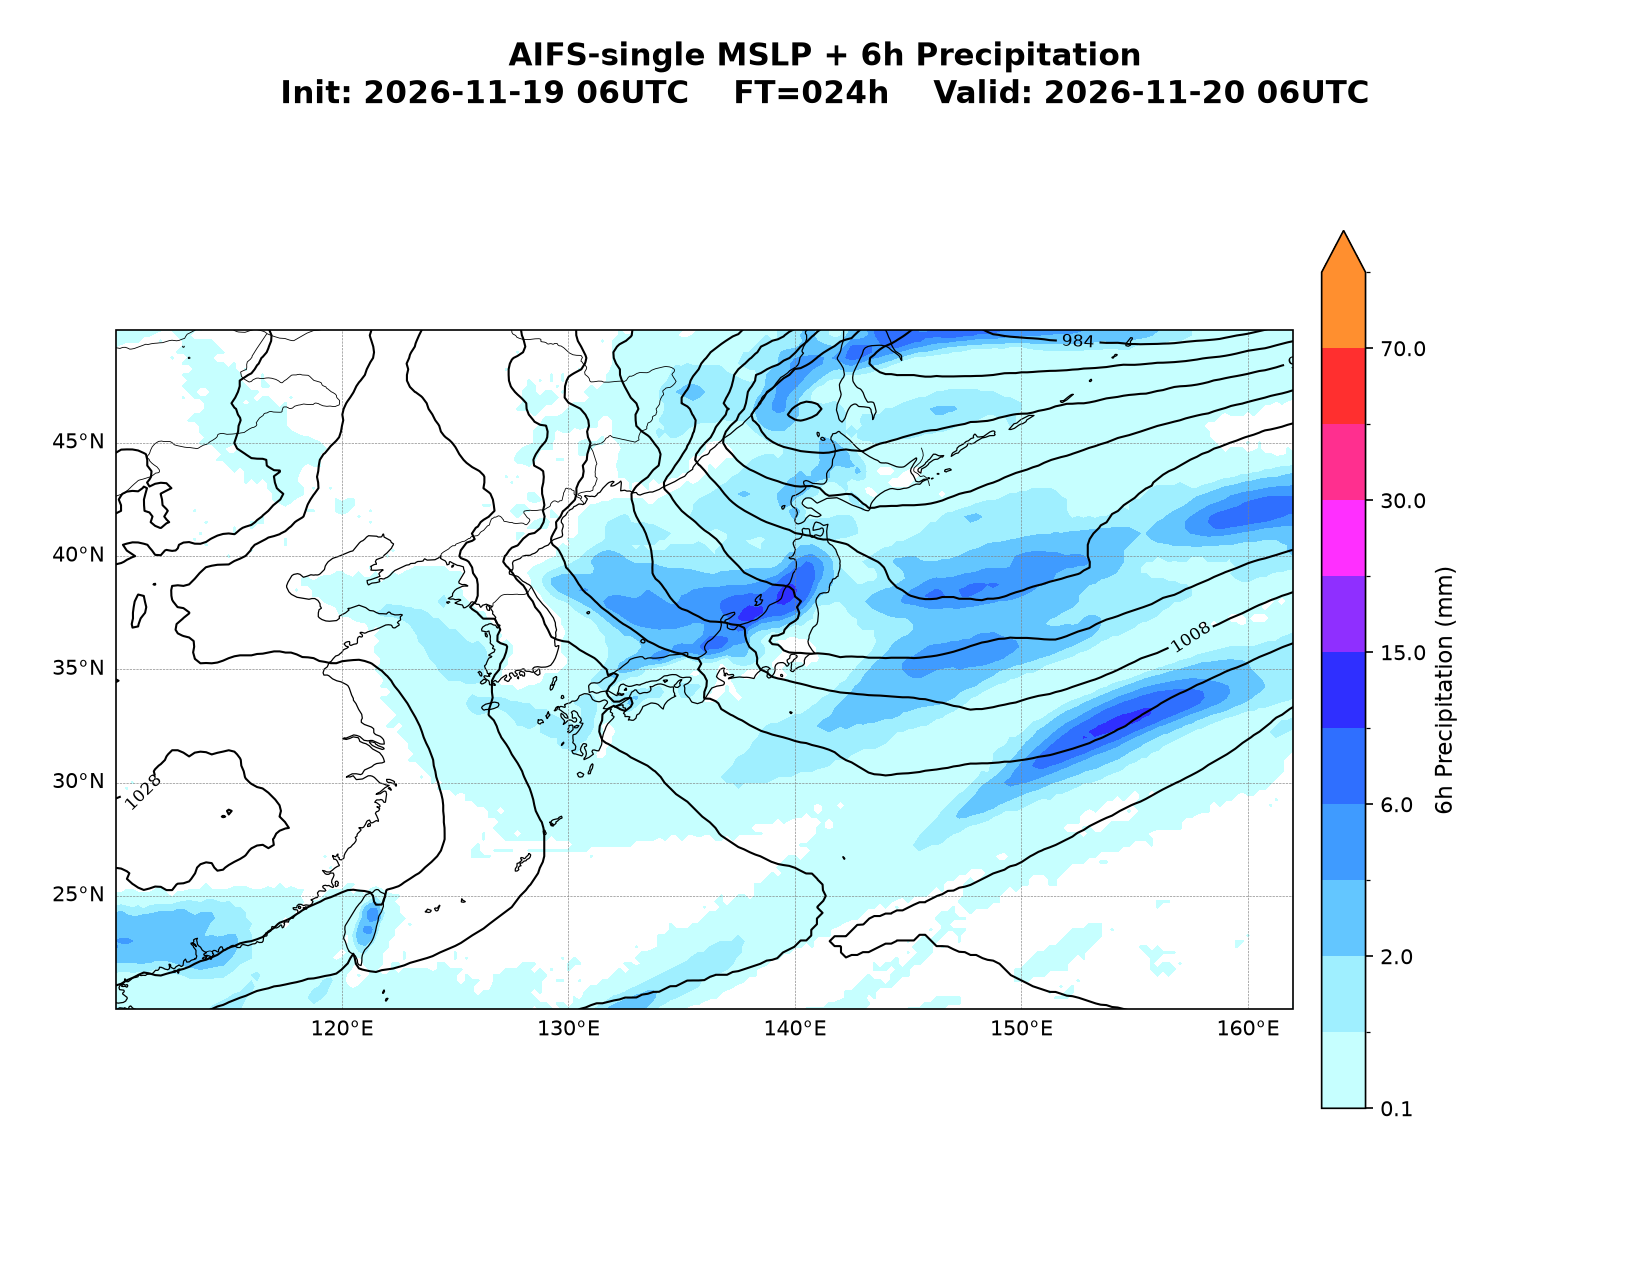 AIFS-single MSLP + 6h Precipitation
Init: 2026-11-19 06UTC    FT=024h    Valid: 2026-11-20 06UTC
984
70.0
45°N
30.0
40°N
15.0
1008
35°N
6h Precipitation (mm)
30°N
1028
6.0
25°N
2.0
120°E
130°E
140°E
150°E
160°E
0.1